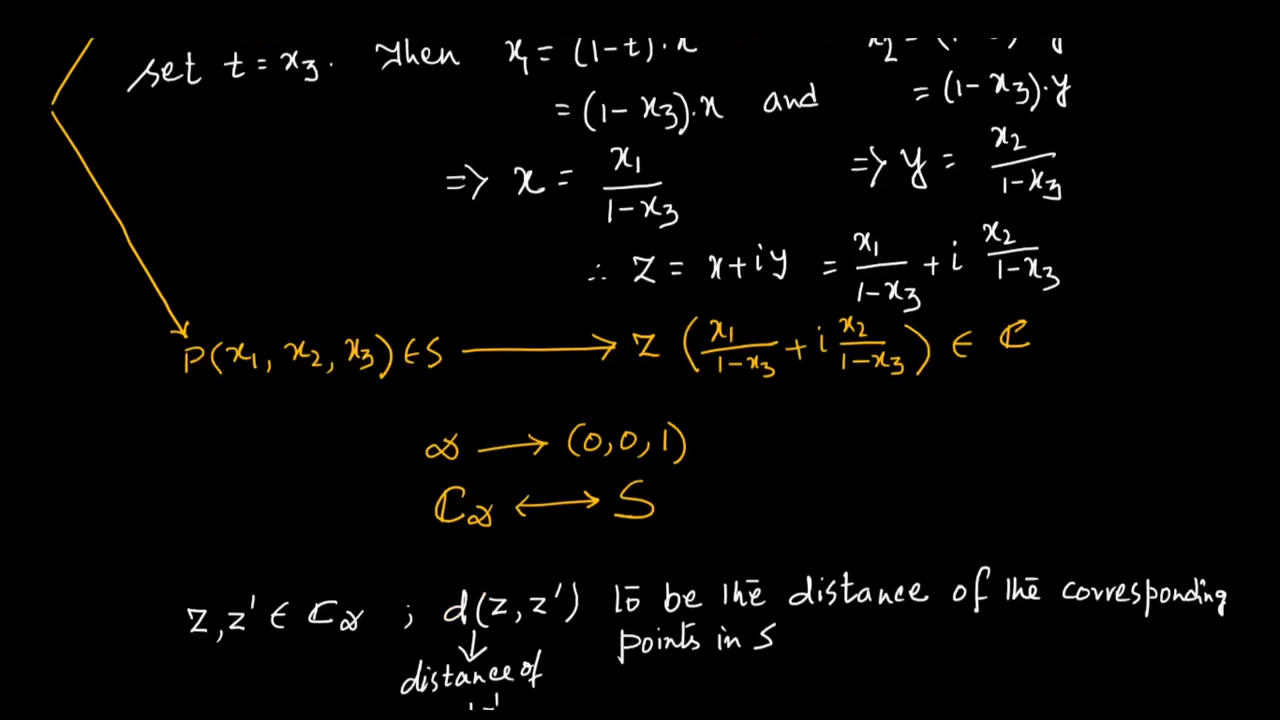 set t = x₃. Then x₁ = (1-t)·x
= (1-x₃)·x and = (1-x₃)·y
⇒ x = x₁/(1-x₃) ⇒ y = x₂/(1-x₃)
∴ z = x+iy = x₁/(1-x₃) + i x₂/(1-x₃)
P(x₁, x₂, x₃) ∈ S ⟶ z (x₁/(1-x₃) + i x₂/(1-x₃)) ∈ ℂ
∞ ⟶ (0,0,1)
ℂ∞ ⟷ S
z, z' ∈ ℂ∞ ; d(z, z') to be the distance of the corresponding
points in S
↓
distance of